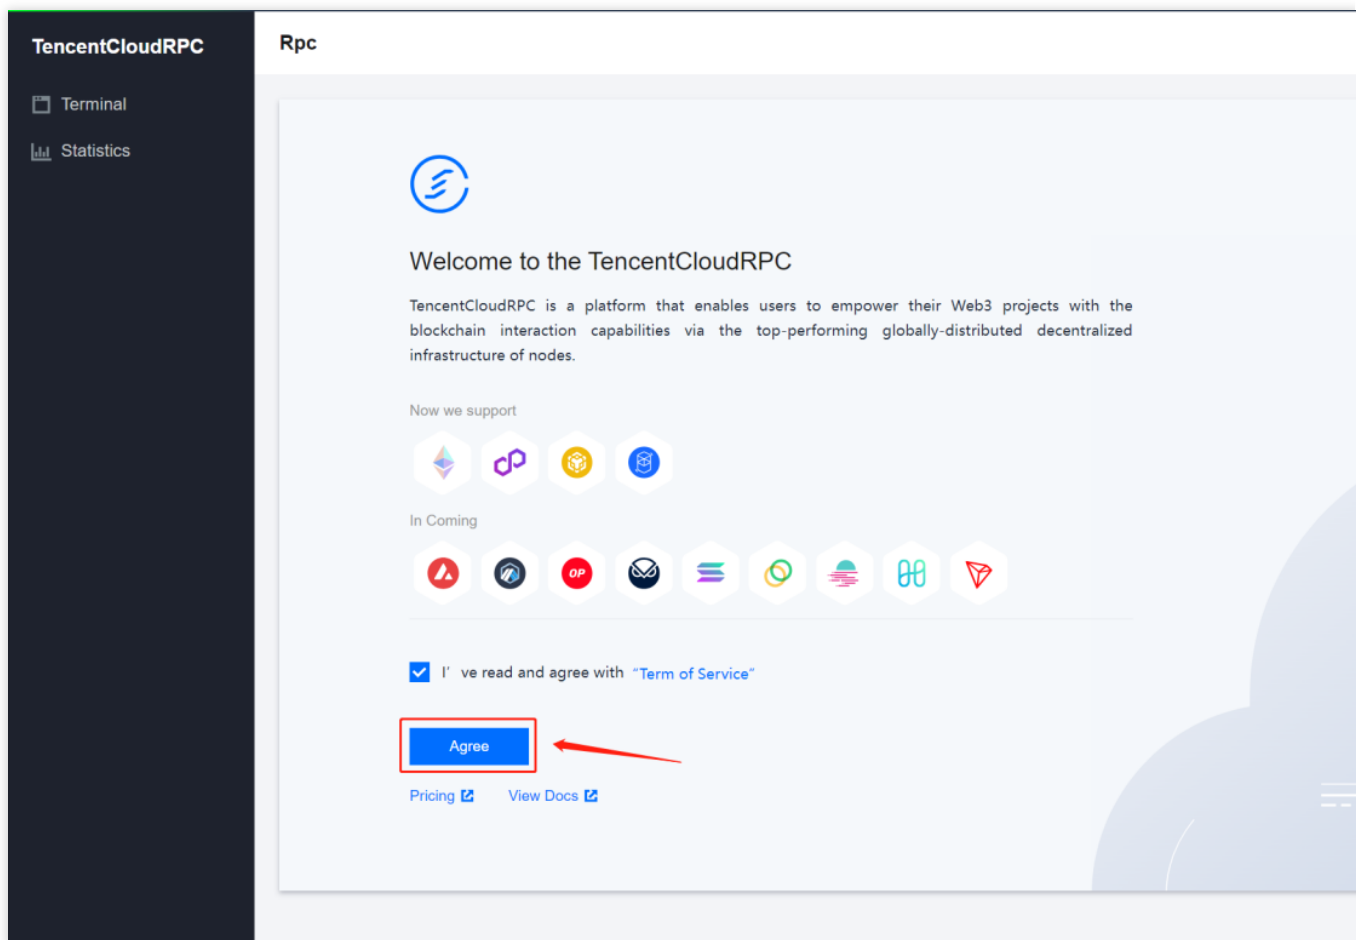 TencentCloudRPC
Terminal
Statistics
Rpc
Welcome to the TencentCloudRPC
TencentCloudRPC is a platform that enables users to empower their Web3 projects with the
blockchain interaction capabilities via the top-performing globally-distributed decentralized
infrastructure of nodes.
Now we support
In Coming
OP
I’ ve read and agree with “Term of Service”
Agree
Pricing View Docs